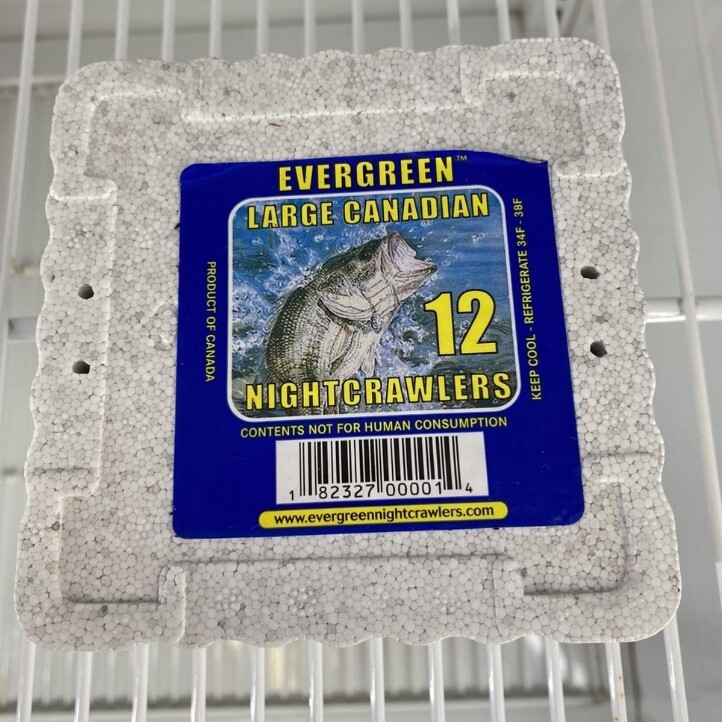 EVERGREEN™
LARGE CANADIAN
12
NIGHTCRAWLERS
PRODUCT OF CANADA
KEEP COOL - REFRIGERATE 34F - 38F
CONTENTS NOT FOR HUMAN CONSUMPTION
1 82327 00001 4
www.evergreennightcrawlers.com